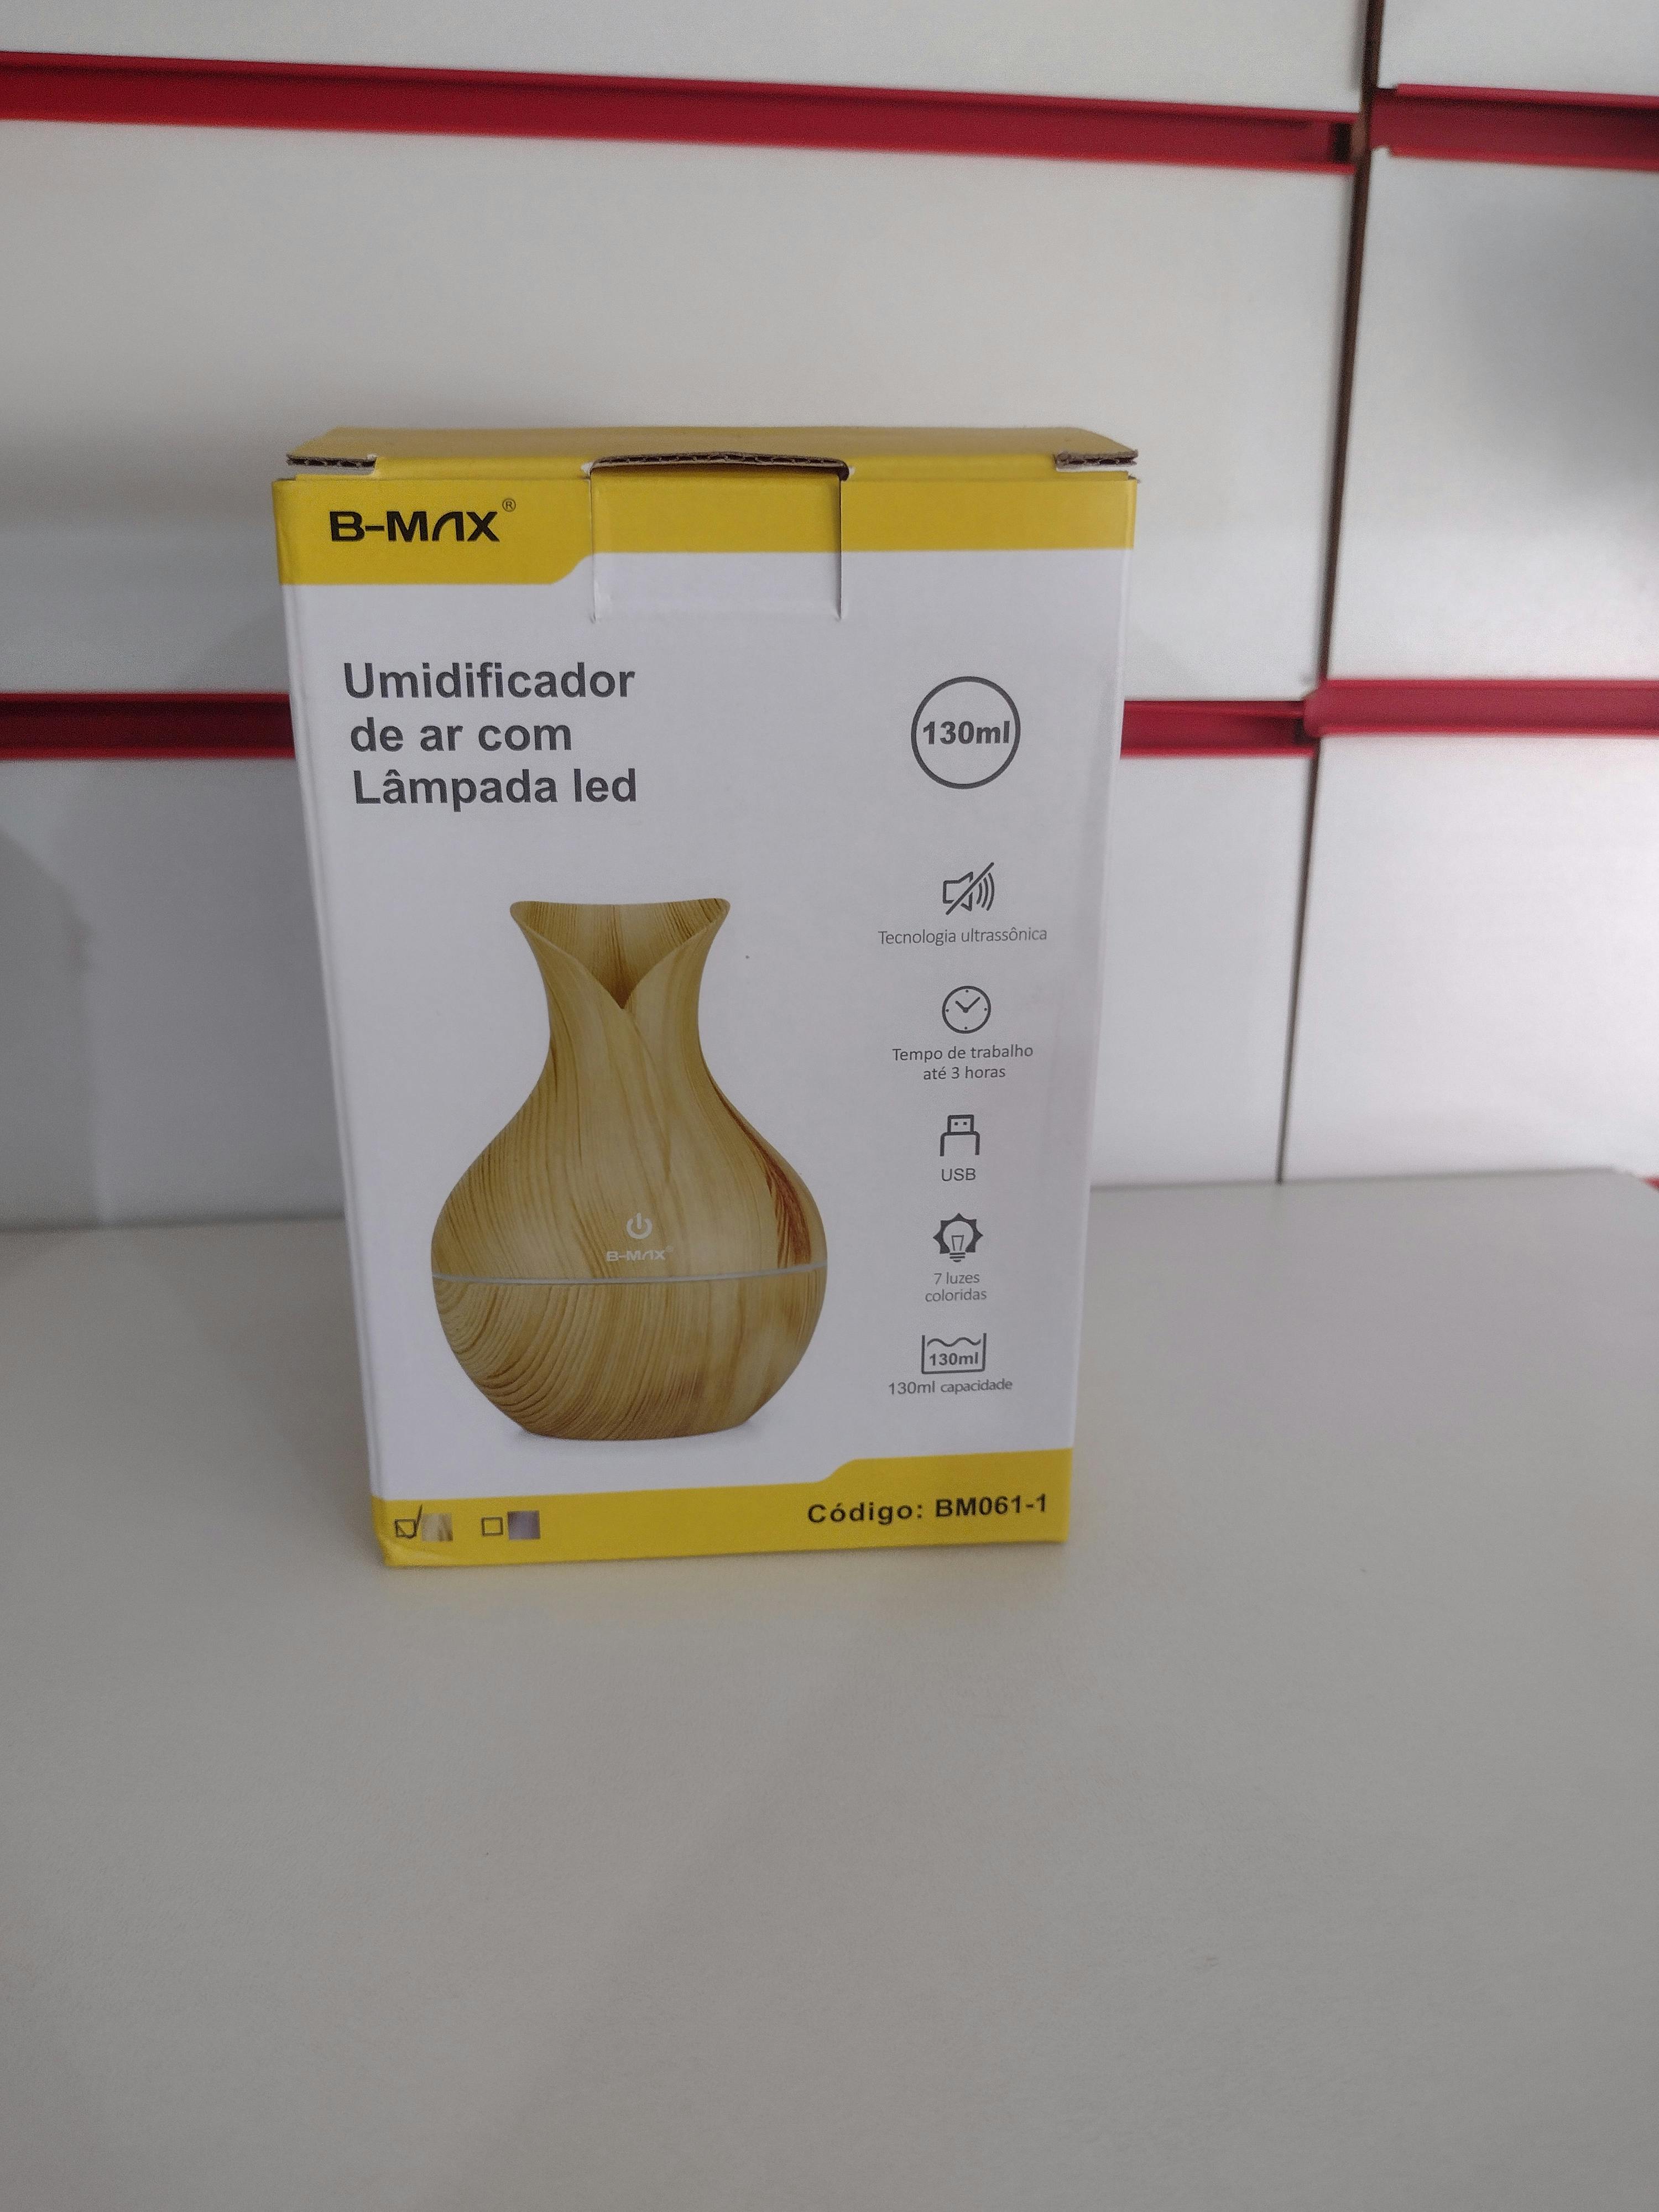 B-MAX®
Umidificador
de ar com
Lâmpada led
130ml
Tecnologia ultrassônica
Tempo de trabalho
até 3 horas
USB
7 luzes
coloridas
130ml
130ml capacidade
B-MAX
Código: BM061-1